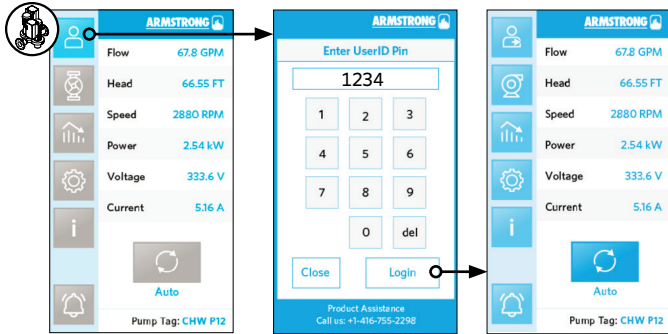 ARMSTRONG
Flow 67.8 GPM
Head 66.55 FT
Speed 2880 RPM
Power 2.54 kW
Voltage 333.6 V
Current 5.16 A
Auto
Pump Tag: CHW P12
ARMSTRONG
Enter UserID Pin
1234
1 2 3
4 5 6
7 8 9
0 del
Close Login
Product Assistance
Call us: +1-416-755-2298
ARMSTRONG
Flow 67.8 GPM
Head 66.55 FT
Speed 2880 RPM
Power 2.54 kW
Voltage 333.6 V
Current 5.16 A
Auto
Pump Tag: CHW P12